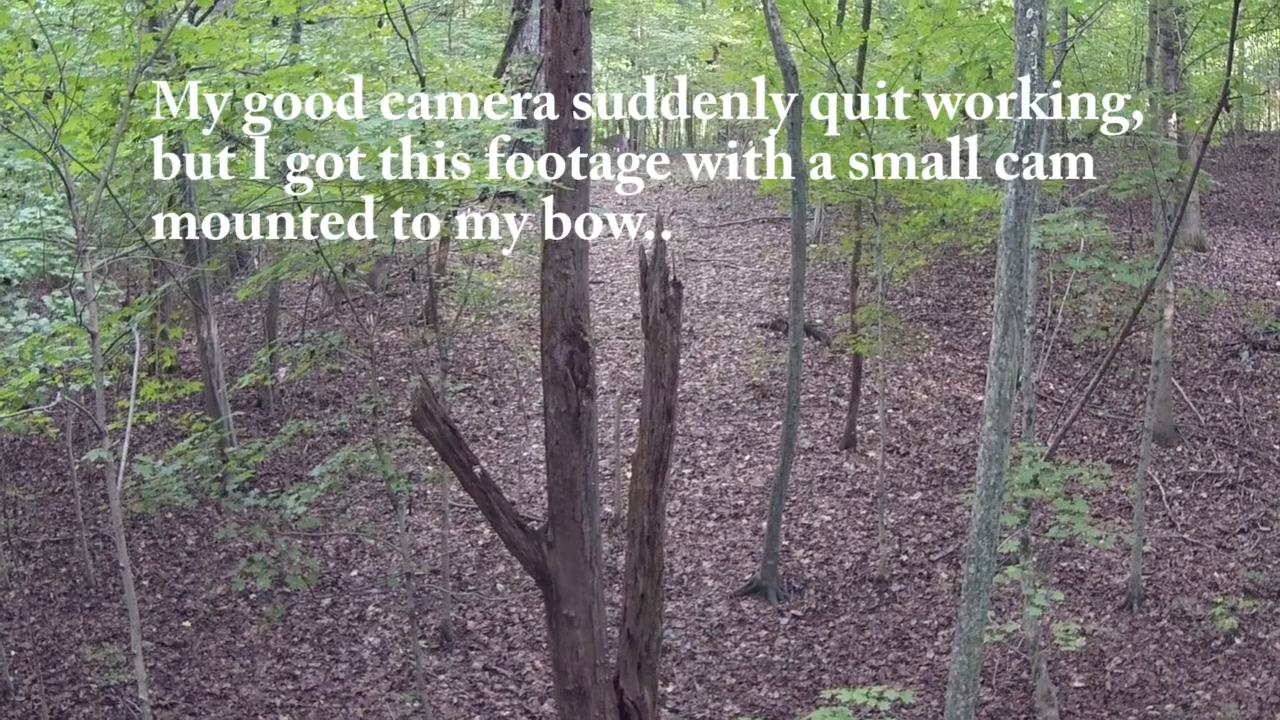 My good camera suddenly quit working,
but I got this footage with a small cam
mounted to my bow..